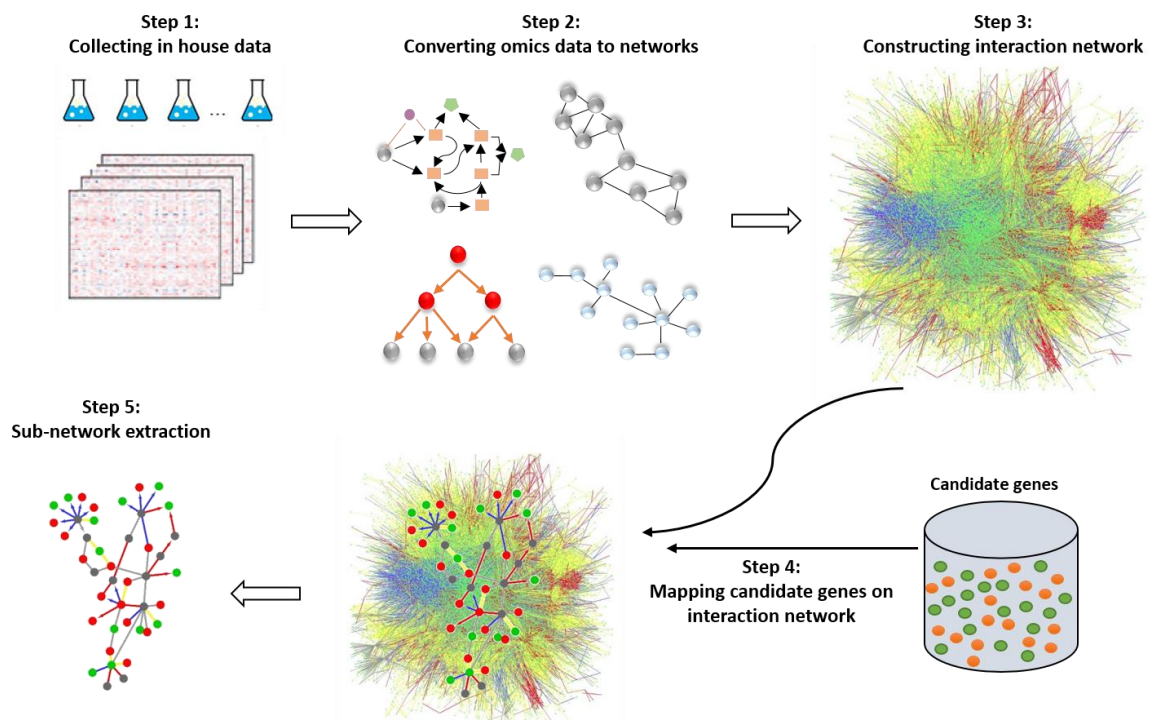 Step 1:
Collecting in house data
...
Step 2:
Converting omics data to networks
Step 3:
Constructing interaction network
Step 5:
Sub-network extraction
Candidate genes
Step 4:
Mapping candidate genes on
interaction network